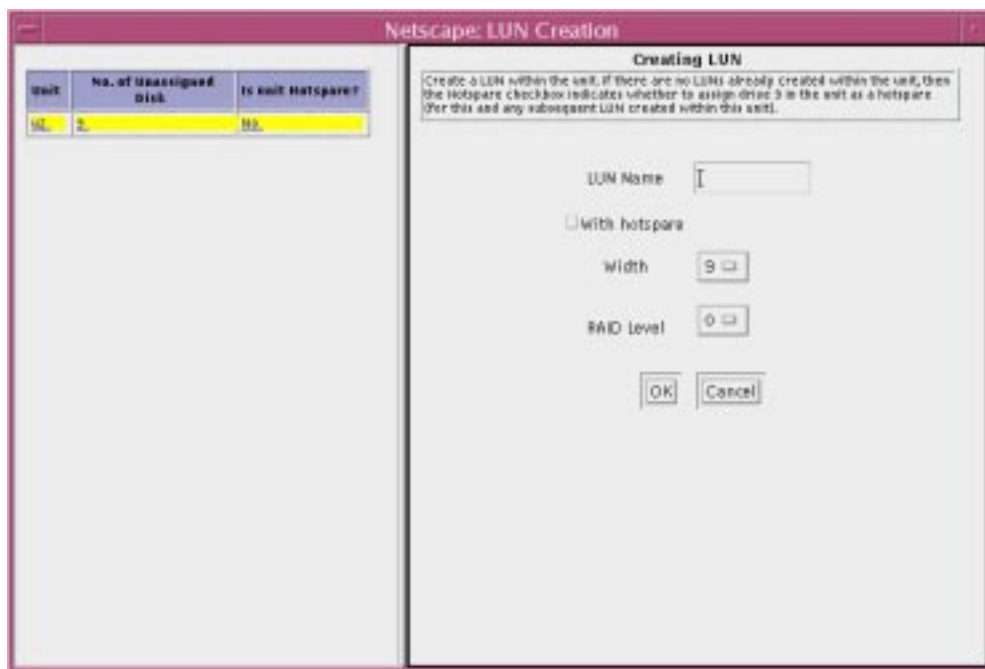 Netscape: LUN Creation
Unit
No. of Unassigned Disk
Is unit Hotspare?
No.
Creating LUN
Create a LUN within the unit. If there are no LUNs already created within the unit, then
the Hotspare checkbox indicates whether to assign drive 9 in the unit as a hotspare
(for this and any subsequent LUN created within this unit).
LUN Name
With hotspare
Width 9
RAID Level 0
OK Cancel